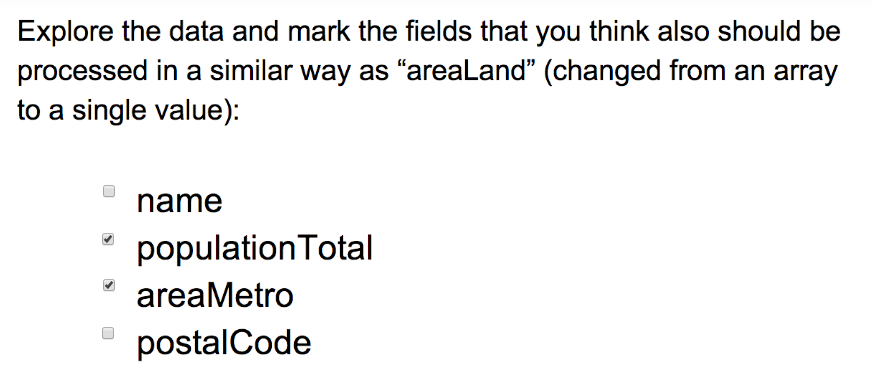 Explore the data and mark the fields that you think also should be
processed in a similar way as “areaLand” (changed from an array
to a single value):
name
populationTotal
areaMetro
postalCode